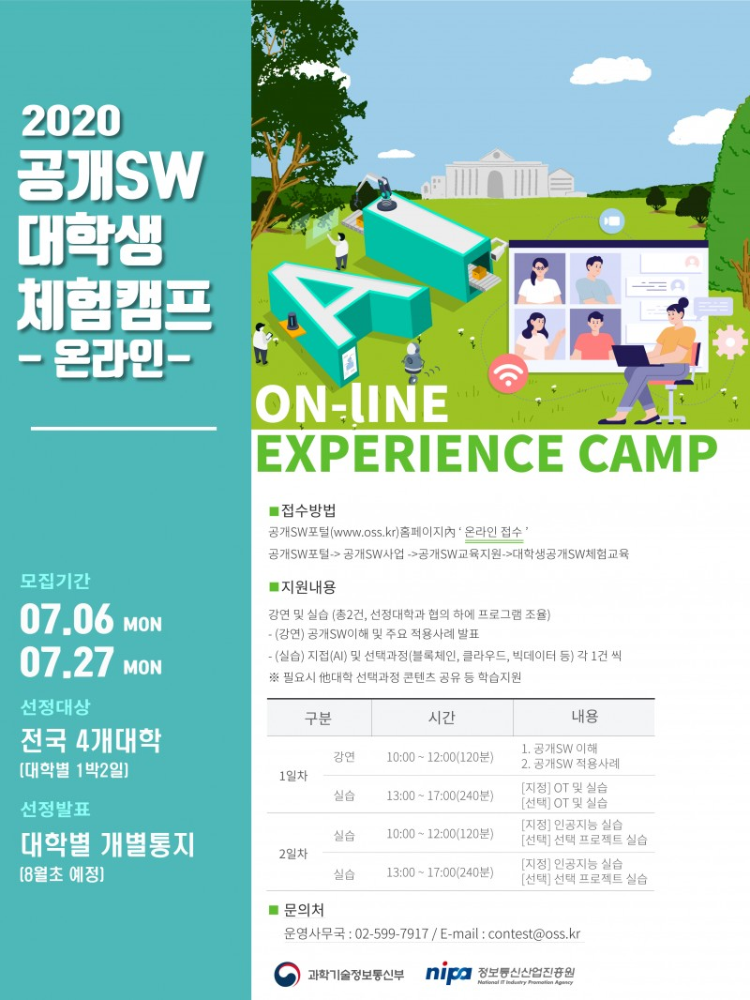 2020
공개SW
대학생
체험캠프
- 온라인-
모집기간
07.06 MON
07.27 MON
선정대상
전국 4개대학
(대학별 1박2일)
선정발표
대학별 개별통지
(8월초 예정)
AI
ON-lINE
EXPERIENCE CAMP
■접수방법
공개SW포털(www.oss.kr)홈페이지內 ‘ 온라인 접수 ’
공개SW포털-> 공개SW사업 ->공개SW교육지원->대학생공개SW체험교육
■지원내용
강연 및 실습 (총2건, 선정대학과 협의 하에 프로그램 조율)
- (강연) 공개SW이해 및 주요 적용사례 발표
- (실습) 지접(AI) 및 선택과정(블록체인, 클라우드, 빅데이터 등) 각 1건 씩
※ 필요시 他대학 선택과정 콘텐츠 공유 등 학습지원
구분 시간 내용
1일차
강연 10:00 ~ 12:00(120분)
1. 공개SW 이해
2. 공개SW 적용사례
실습 13:00 ~ 17:00(240분)
[지정] OT 및 실습
[선택] OT 및 실습
2일차
실습 10:00 ~ 12:00(120분)
[지정] 인공지능 실습
[선택] 선택 프로젝트 실습
실습 13:00 ~ 17:00(240분)
[지정] 인공지능 실습
[선택] 선택 프로젝트 실습
■ 문의처
운영사무국 : 02-599-7917 / E-mail : contest@oss.kr
과학기술정보통신부
nipa 정보통신산업진흥원
National IT Industry Promotion Agency